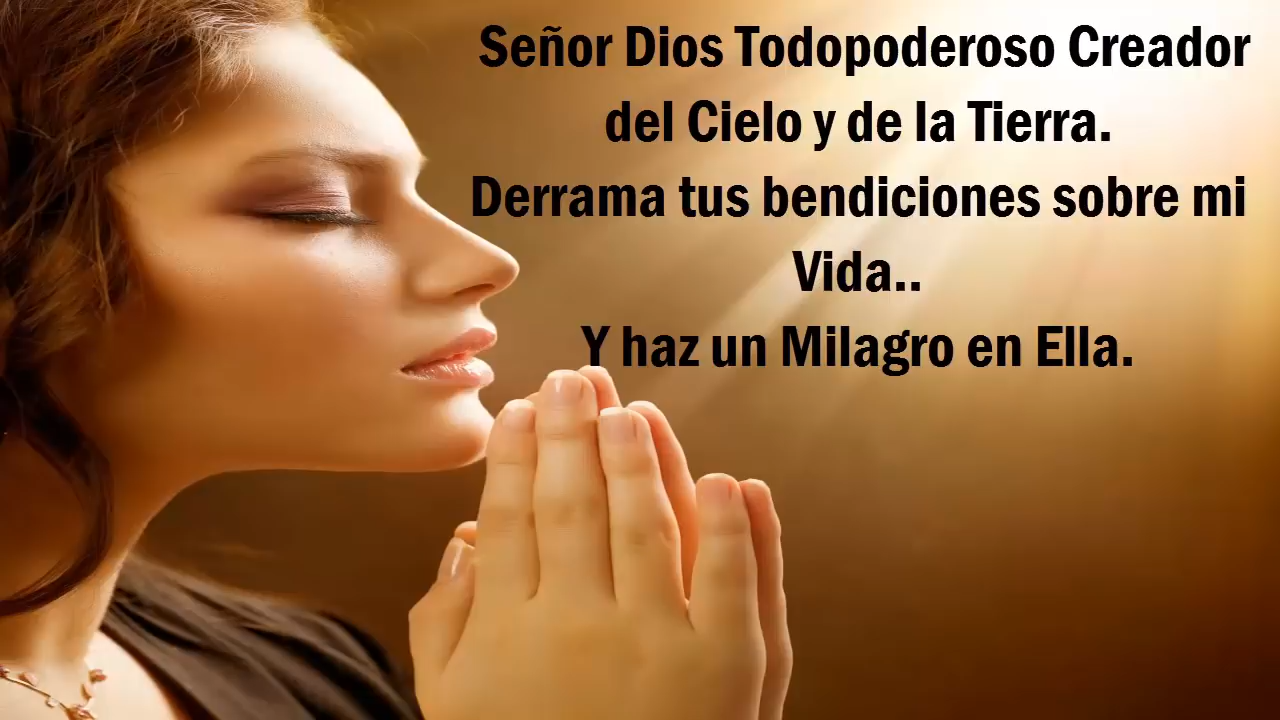 Señor Dios Todopoderoso Creador
del Cielo y de la Tierra.
Derrama tus bendiciones sobre mi
Vida..
Y haz un Milagro en Ella.